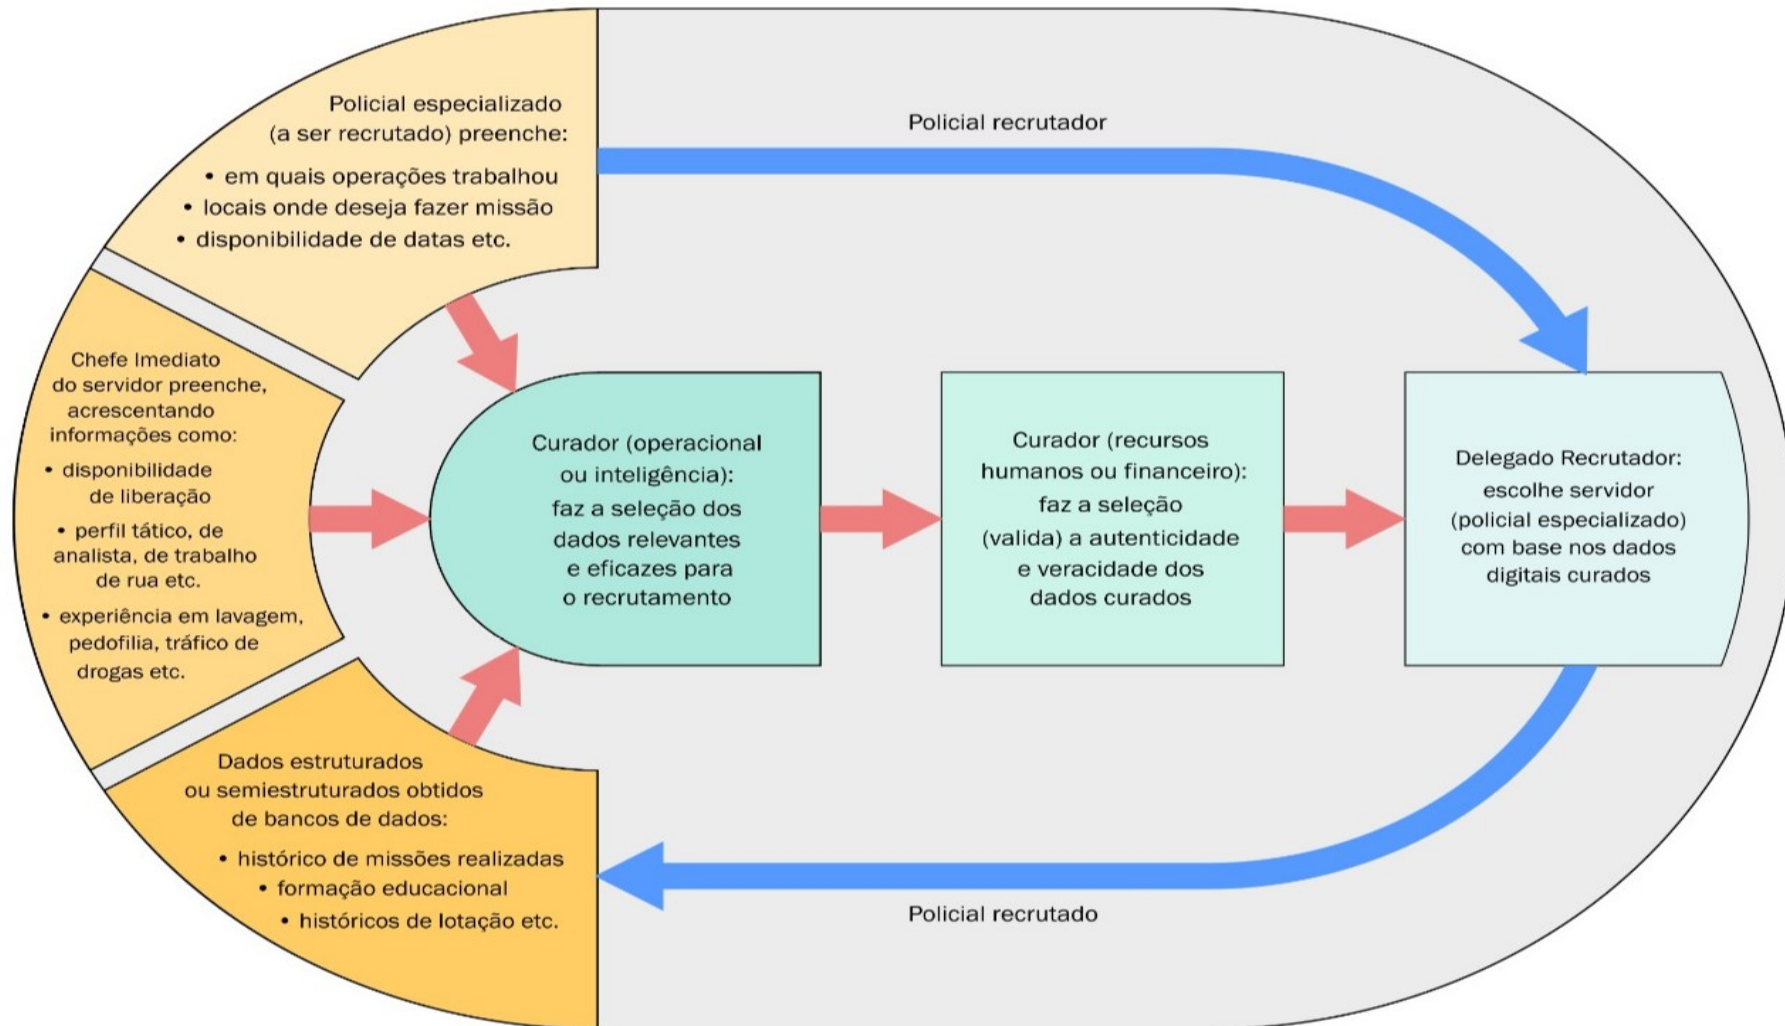 Policial especializado
(a ser recrutado) preenche:
• em quais operações trabalhou
• locais onde deseja fazer missão
• disponibilidade de datas etc.
Policial recrutador
Chefe Imediato
do servidor preenche,
acrescentando
informações como:
• disponibilidade
de liberação
• perfil tático, de
analista, de trabalho
de rua etc.
• experiência em lavagem,
pedofilia, tráfico de
drogas etc.
Curador (operacional
ou inteligência):
faz a seleção dos
dados relevantes
e eficazes para
o recrutamento
Curador (recursos
humanos ou financeiro):
faz a seleção
(valida) a autenticidade
e veracidade dos
dados curados
Delegado Recrutador:
escolhe servidor
(policial especializado)
com base nos dados
digitais curados
Dados estruturados
ou semiestruturados obtidos
de bancos de dados:
• histórico de missões realizadas
• formação educacional
• históricos de lotação etc.
Policial recrutado